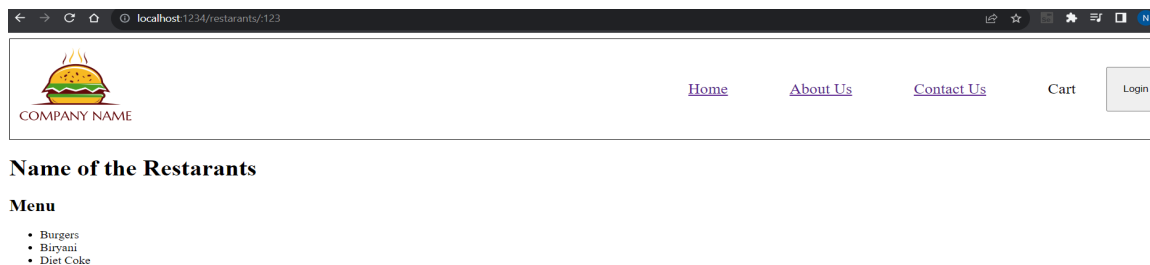 localhost:1234/restarants/:123
N
COMPANY NAME
Home About Us Contact Us Cart Login
Name of the Restarants
Menu
• Burgers
• Biryani
• Diet Coke